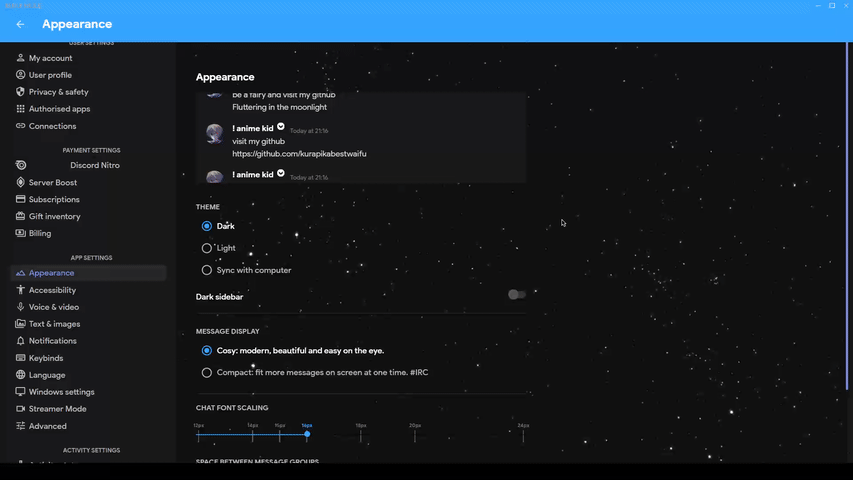 Appearance
USER SETTINGS
My account
User profile
Privacy & safety
Authorised apps
Connections
PAYMENT SETTINGS
Discord Nitro
Server Boost
Subscriptions
Gift inventory
Billing
APP SETTINGS
Appearance
Accessibility
Voice & video
Text & images
Notifications
Keybinds
Language
Windows settings
Streamer Mode
Advanced
ACTIVITY SETTINGS
Appearance
be a fairy and visit my github
Fluttering in the moonlight
! anime kid Today at 21:16
visit my github
https://github.com/kurapikabestwaifu
! anime kid Today at 21:16
THEME
Dark
Light
Sync with computer
Dark sidebar
MESSAGE DISPLAY
Cosy: modern, beautiful and easy on the eye.
Compact: fit more messages on screen at one time. #IRC
CHAT FONT SCALING
12px 14px 15px 16px 18px 20px 24px
SPACE BETWEEN MESSAGE GROUPS